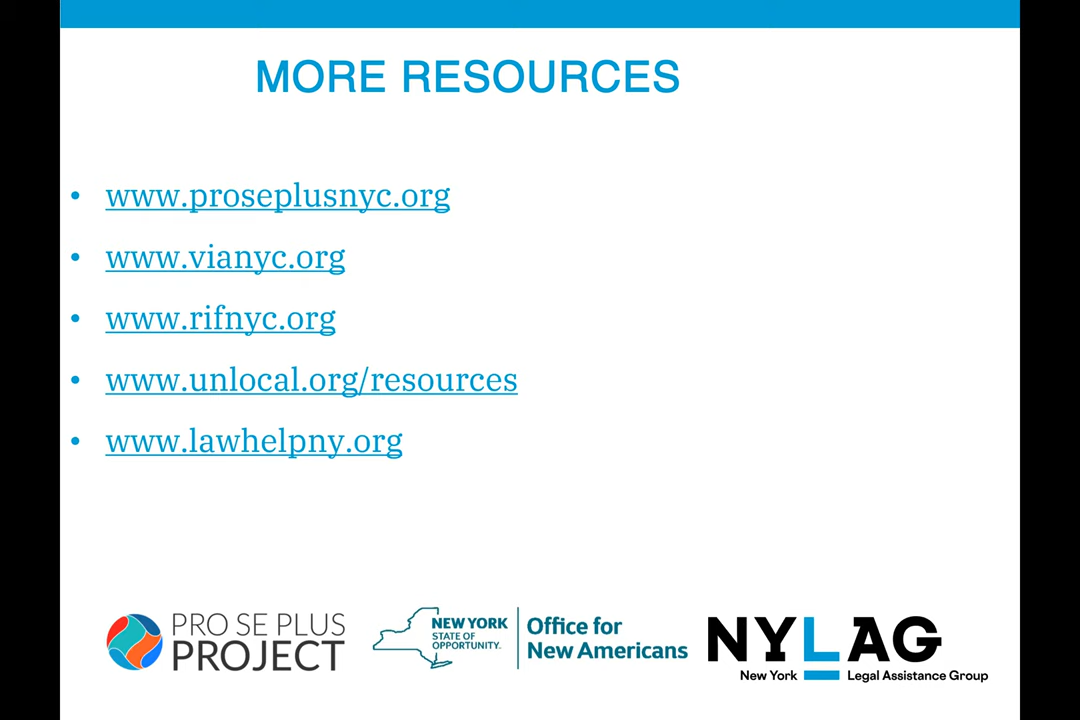 MORE RESOURCES
• www.proseplusnyc.org
• www.vianyc.org
• www.rifnyc.org
• www.unlocal.org/resources
• www.lawhelpny.org
PRO SE PLUS
PROJECT
NEW YORK
STATE OF
OPPORTUNITY.
Office for
New Americans
NYLAG
New York Legal Assistance Group